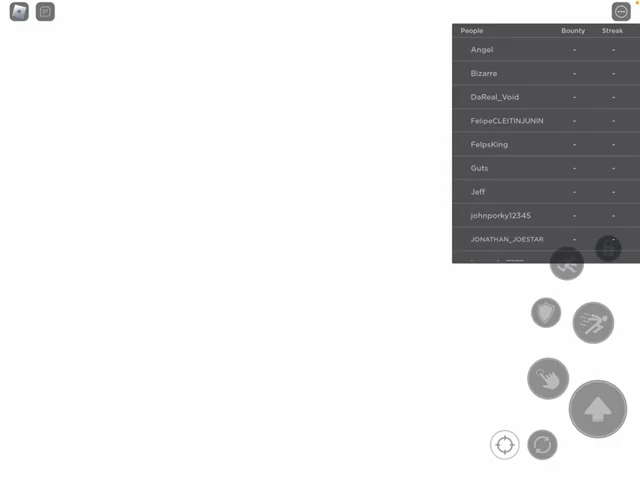 People Bounty Streak
Angel - -
Bizarre - -
DaReal_Void - -
FelipeCLEITINJUNIN - -
FelpsKing - -
Guts - -
Jeff - -
johnporky12345 - -
JONATHAN_JOESTAR - -